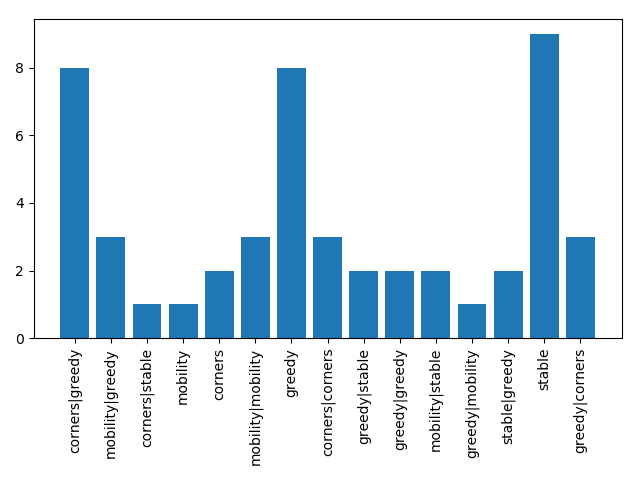 8
6
4
2
0
corners|greedy
mobility|greedy
corners|stable
mobility
corners
mobility|mobility
greedy
corners|corners
greedy|stable
greedy|greedy
mobility|stable
greedy|mobility
stable|greedy
stable
greedy|corners